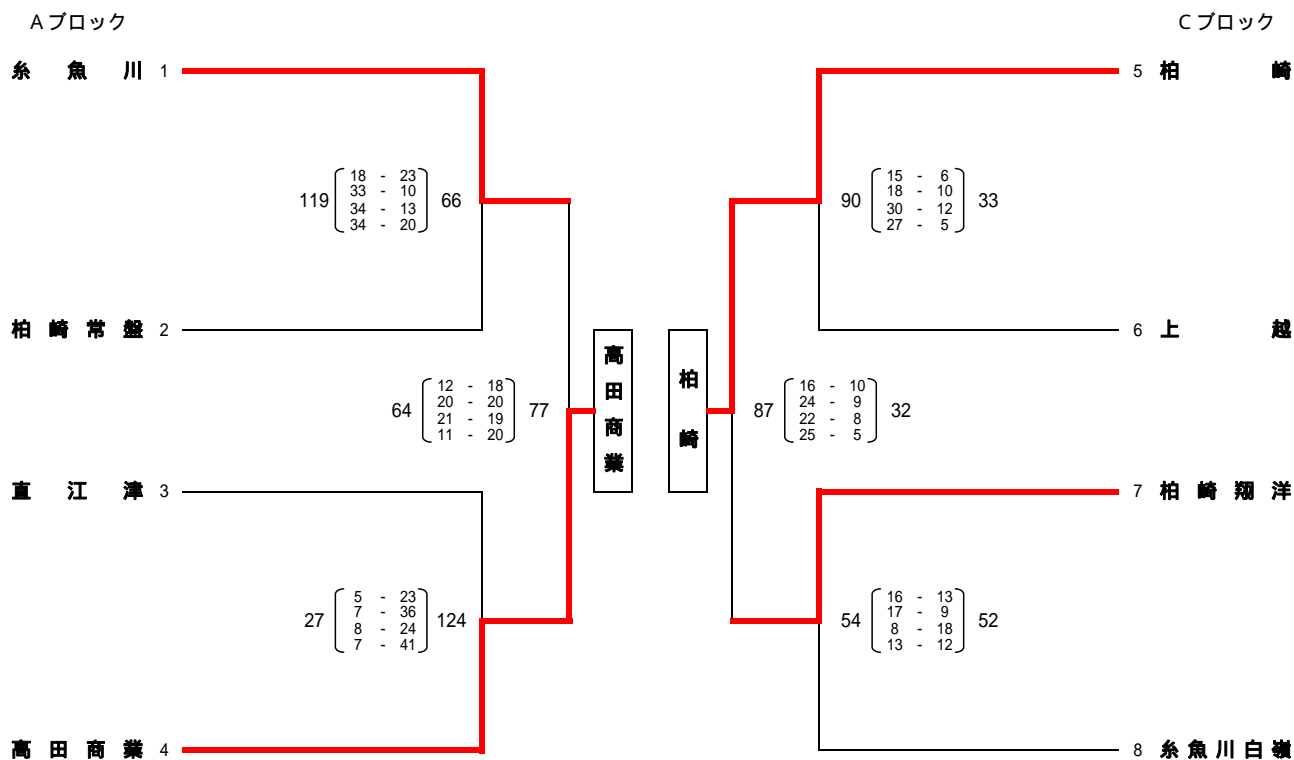 Aブロック
Cブロック
糸魚川 1
5 柏崎
119 18 - 23 66
33 - 10
34 - 13
34 - 20
90 15 - 6 33
18 - 10
30 - 12
27 - 5
柏崎常盤 2
6 上越
高田商業
柏崎
64 12 - 18 77
20 - 20
21 - 19
11 - 20
87 16 - 10 32
24 - 9
22 - 8
25 - 5
直江津 3
7 柏崎翔洋
27 5 - 23 124
7 - 36
8 - 24
7 - 41
54 16 - 13 52
17 - 9
8 - 18
13 - 12
高田商業 4
8 糸魚川白嶺